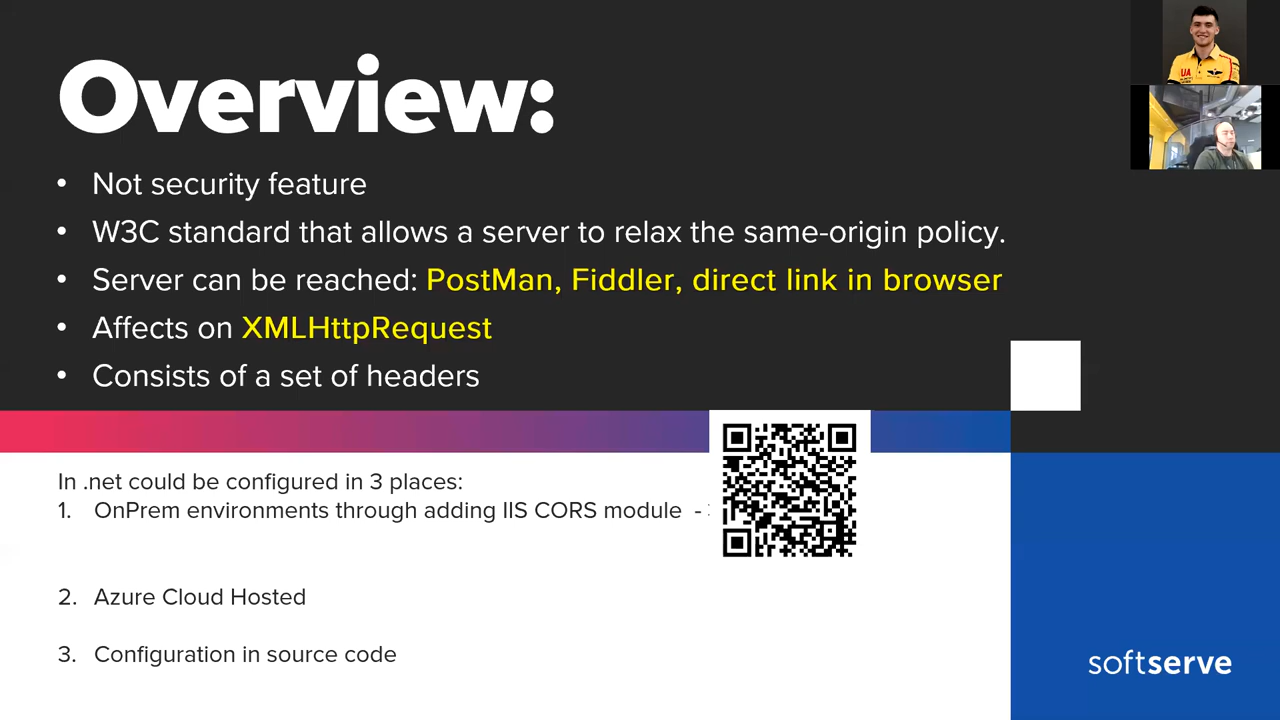 Overview:
• Not security feature
• W3C standard that allows a server to relax the same-origin policy.
• Server can be reached: PostMan, Fiddler, direct link in browser
• Affects on XMLHttpRequest
• Consists of a set of headers
In .net could be configured in 3 places:
1. OnPrem environments through adding IIS CORS module -
2. Azure Cloud Hosted
3. Configuration in source code
softserve
UA